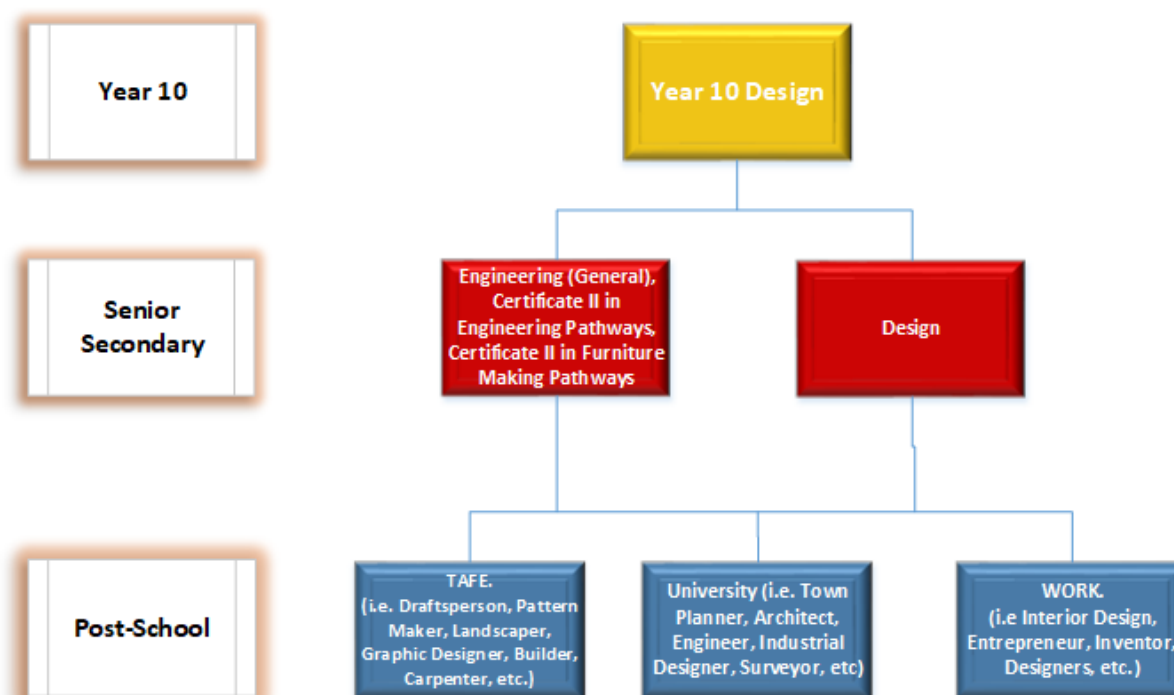 Year 10
Year 10 Design
Senior
Secondary
Engineering (General),
Certificate II in
Engineering Pathways,
Certificate II in Furniture
Making Pathways
Design
Post-School
TAFE.
(i.e. Draftsperson, Pattern
Maker, Landscaper,
Graphic Designer, Builder,
Carpenter, etc.)
University (i.e. Town
Planner, Architect,
Engineer, Industrial
Designer, Surveyor, etc)
WORK.
(i.e Interior Design,
Entrepreneur, Inventor,
Designers, etc.)